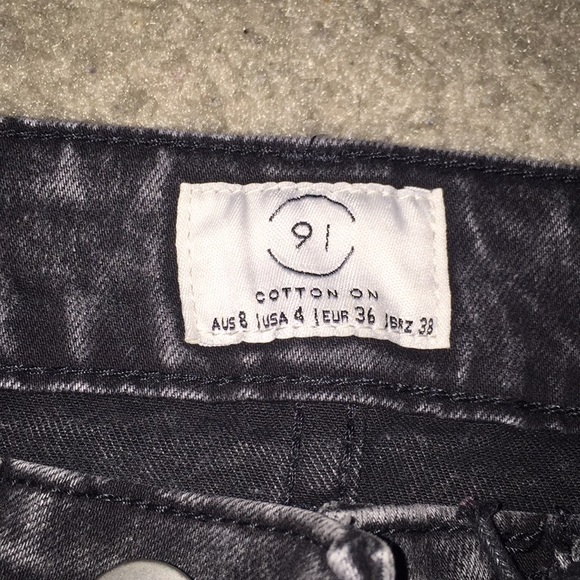 91
COTTON ON
AUS 8 | USA 4 | EUR 36 | BRZ 38